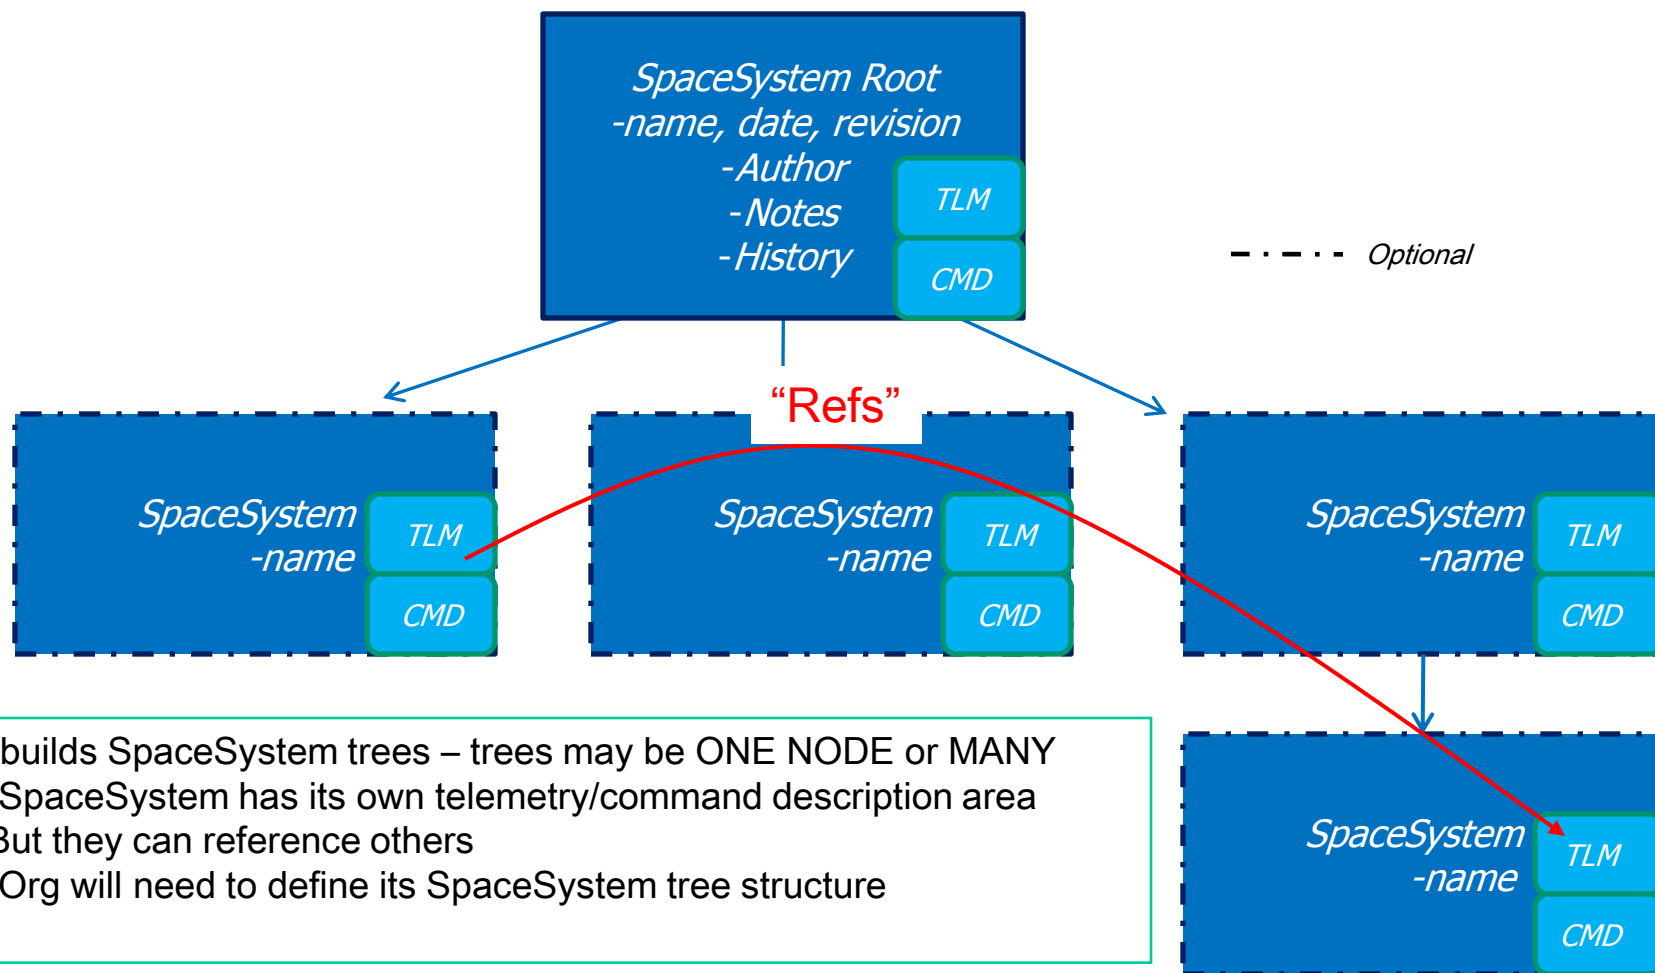 SpaceSystem Root
-name, date, revision
-Author
-Notes
-History
TLM
CMD
Optional
“Refs”
SpaceSystem
-name
TLM
CMD
SpaceSystem
-name
TLM
CMD
SpaceSystem
-name
TLM
CMD
builds SpaceSystem trees – trees may be ONE NODE or MANY
SpaceSystem has its own telemetry/command description area
But they can reference others
Org will need to define its SpaceSystem tree structure
SpaceSystem
-name
TLM
CMD